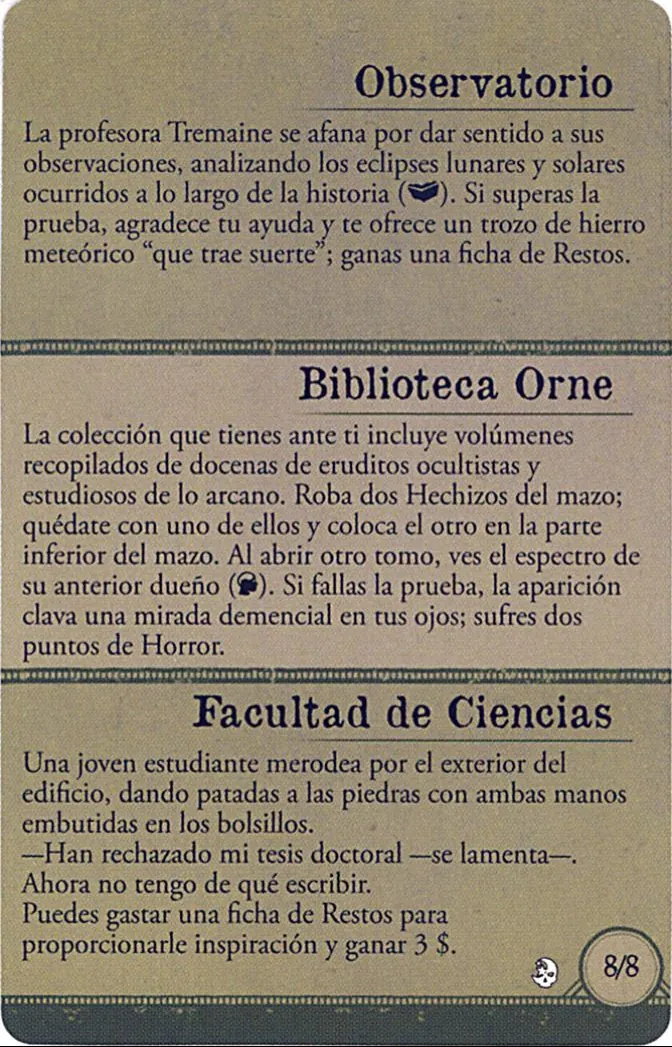 Observatorio
La profesora Tremaine se afana por dar sentido a sus
observaciones, analizando los eclipses lunares y solares
ocurridos a lo largo de la historia (). Si superas la
prueba, agradece tu ayuda y te ofrece un trozo de hierro
meteórico “que trae suerte”; ganas una ficha de Restos.
Biblioteca Orne
La colección que tienes ante ti incluye volúmenes
recopilados de docenas de eruditos ocultistas y
estudiosos de lo arcano. Roba dos Hechizos del mazo;
quédate con uno de ellos y coloca el otro en la parte
inferior del mazo. Al abrir otro tomo, ves el espectro de
su anterior dueño (). Si fallas la prueba, la aparición
clava una mirada demencial en tus ojos; sufres dos
puntos de Horror.
Facultad de Ciencias
Una joven estudiante merodea por el exterior del
edificio, dando patadas a las piedras con ambas manos
embutidas en los bolsillos.
—Han rechazado mi tesis doctoral —se lamenta—.
Ahora no tengo de qué escribir.
Puedes gastar una ficha de Restos para
proporcionarle inspiración y ganar 3 $.
8/8